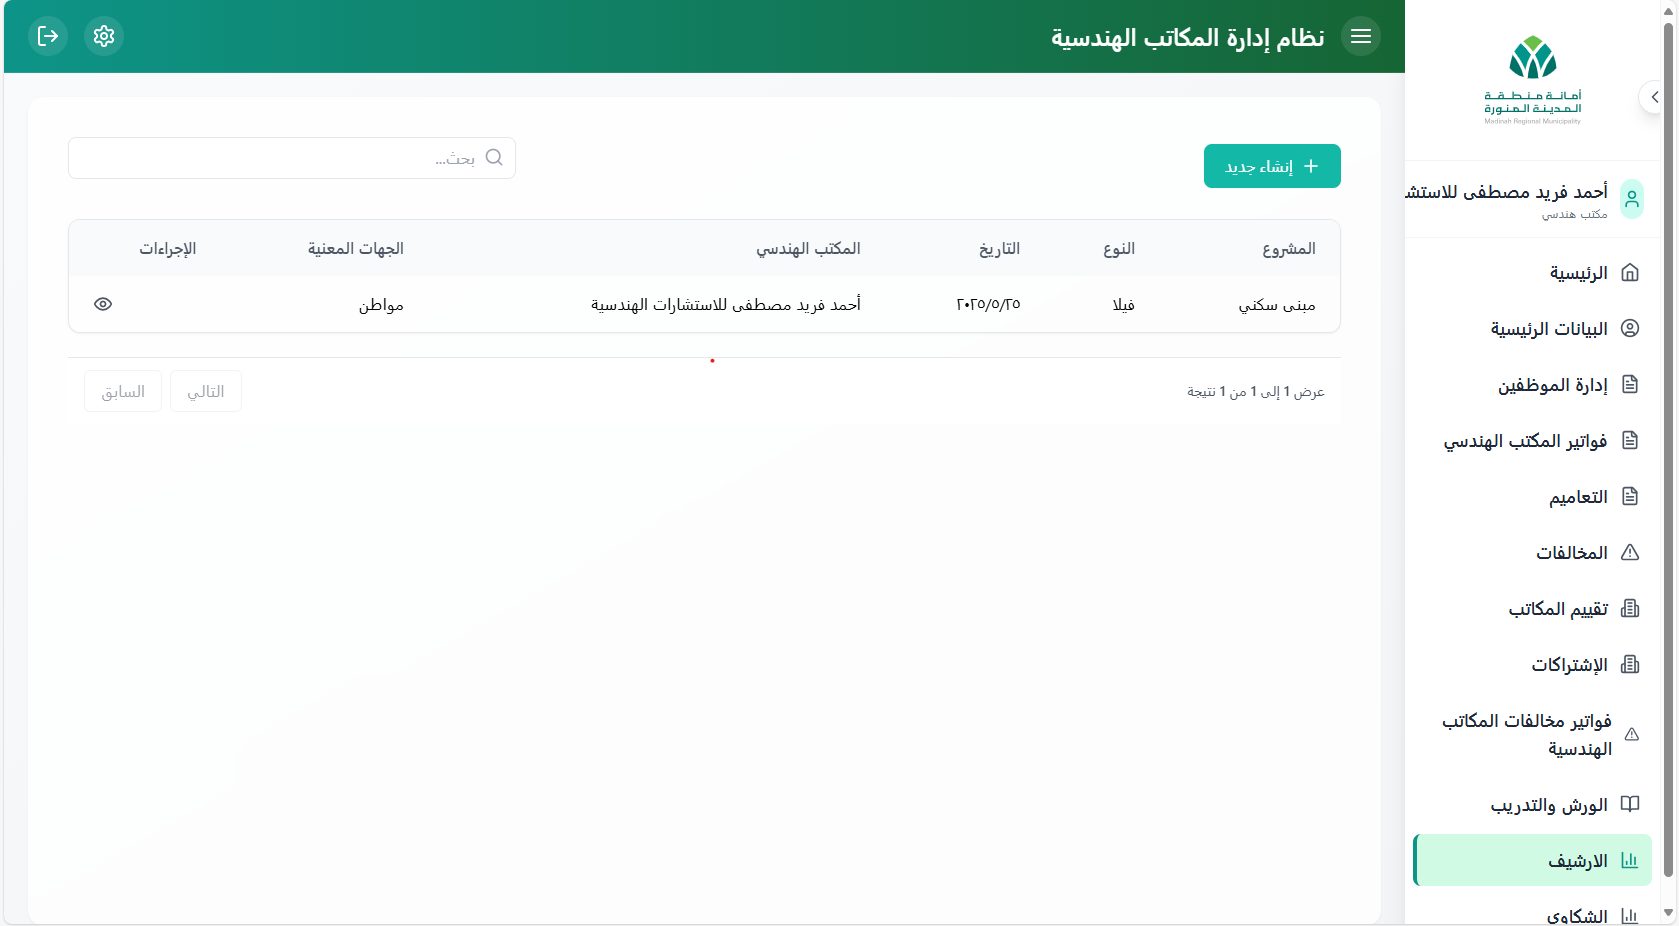 نظام إدارة المكاتب الهندسية
أمانة منطقة
المدينة المنورة
Madinah Regional Municipality
أحمد فريد مصطفى للاستشا
مكتب هندسي
الرئيسية
البيانات الرئيسية
إدارة الموظفين
فواتير المكتب الهندسي
التعاميم
المخالفات
تقييم المكاتب
الإشتراكات
فواتير مخالفات المكاتب
الهندسية
الورش والتدريب
الارشيف
الشكاوى
إنشاء جديد
بحث...
المشروع النوع التاريخ المكتب الهندسي الجهات المعنية الإجراءات
مبنى سكني فيلا ٢٠٢٥/٥/٢٥ أحمد فريد مصطفى للاستشارات الهندسية مواطن
عرض 1 إلى 1 من 1 نتيجة
التالي السابق